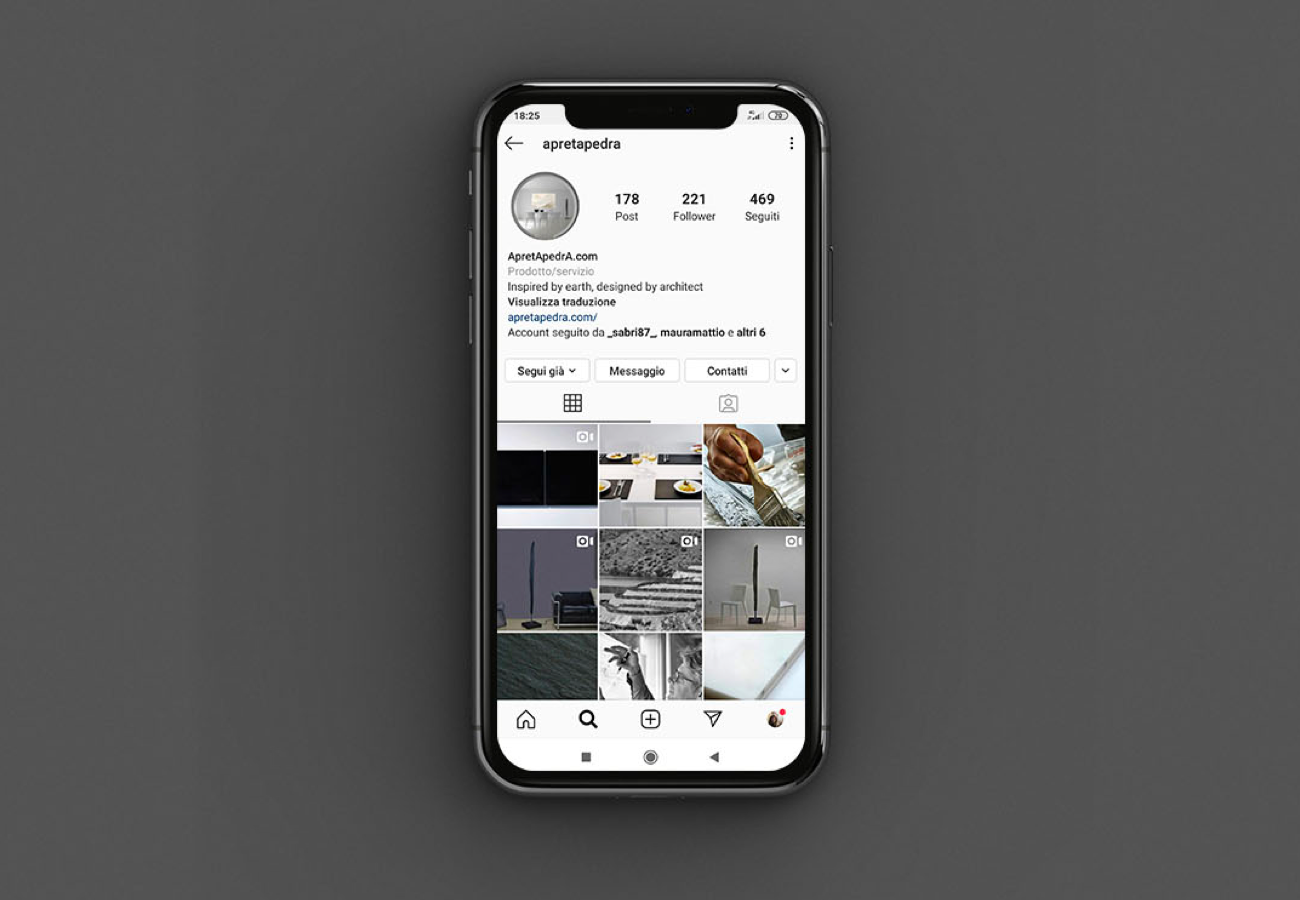 18:25
79
apretapedra
178 221 469
Post Follower Seguiti
ApretApedrA.com
Prodotto/servizio
Inspired by earth, designed by architect
Visualizza traduzione
apretapedra.com/
Account seguito da _sabri87_, mauramattio e altri 6
Segui già Messaggio Contatti